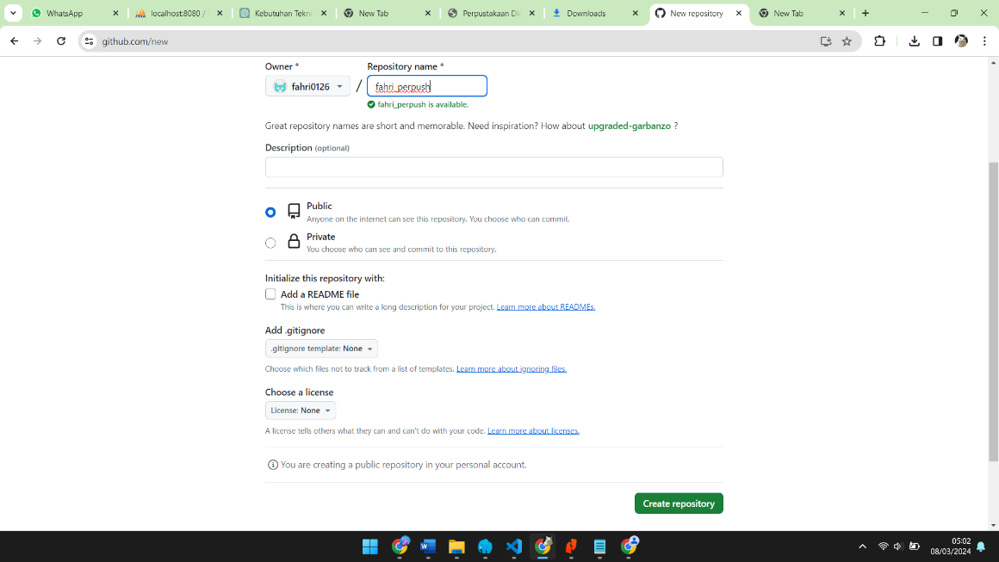 WhatsApp
localhost:8080 /
Kebutuhan Tekni
New Tab
Perpustakaan Di
Downloads
New repository
New Tab
github.com/new
Owner *
Repository name *
fahri0126
/
fahri_perpush
fahri_perpush is available.
Great repository names are short and memorable. Need inspiration? How about upgraded-garbanzo ?
Description (optional)
Public
Anyone on the internet can see this repository. You choose who can commit.
Private
You choose who can see and commit to this repository.
Initialize this repository with:
Add a README file
This is where you can write a long description for your project. Learn more about READMEs.
Add .gitignore
.gitignore template: None
Choose which files not to track from a list of templates. Learn more about ignoring files.
Choose a license
License: None
A license tells others what they can and can't do with your code. Learn more about licenses.
You are creating a public repository in your personal account.
Create repository
05:02
08/03/2024